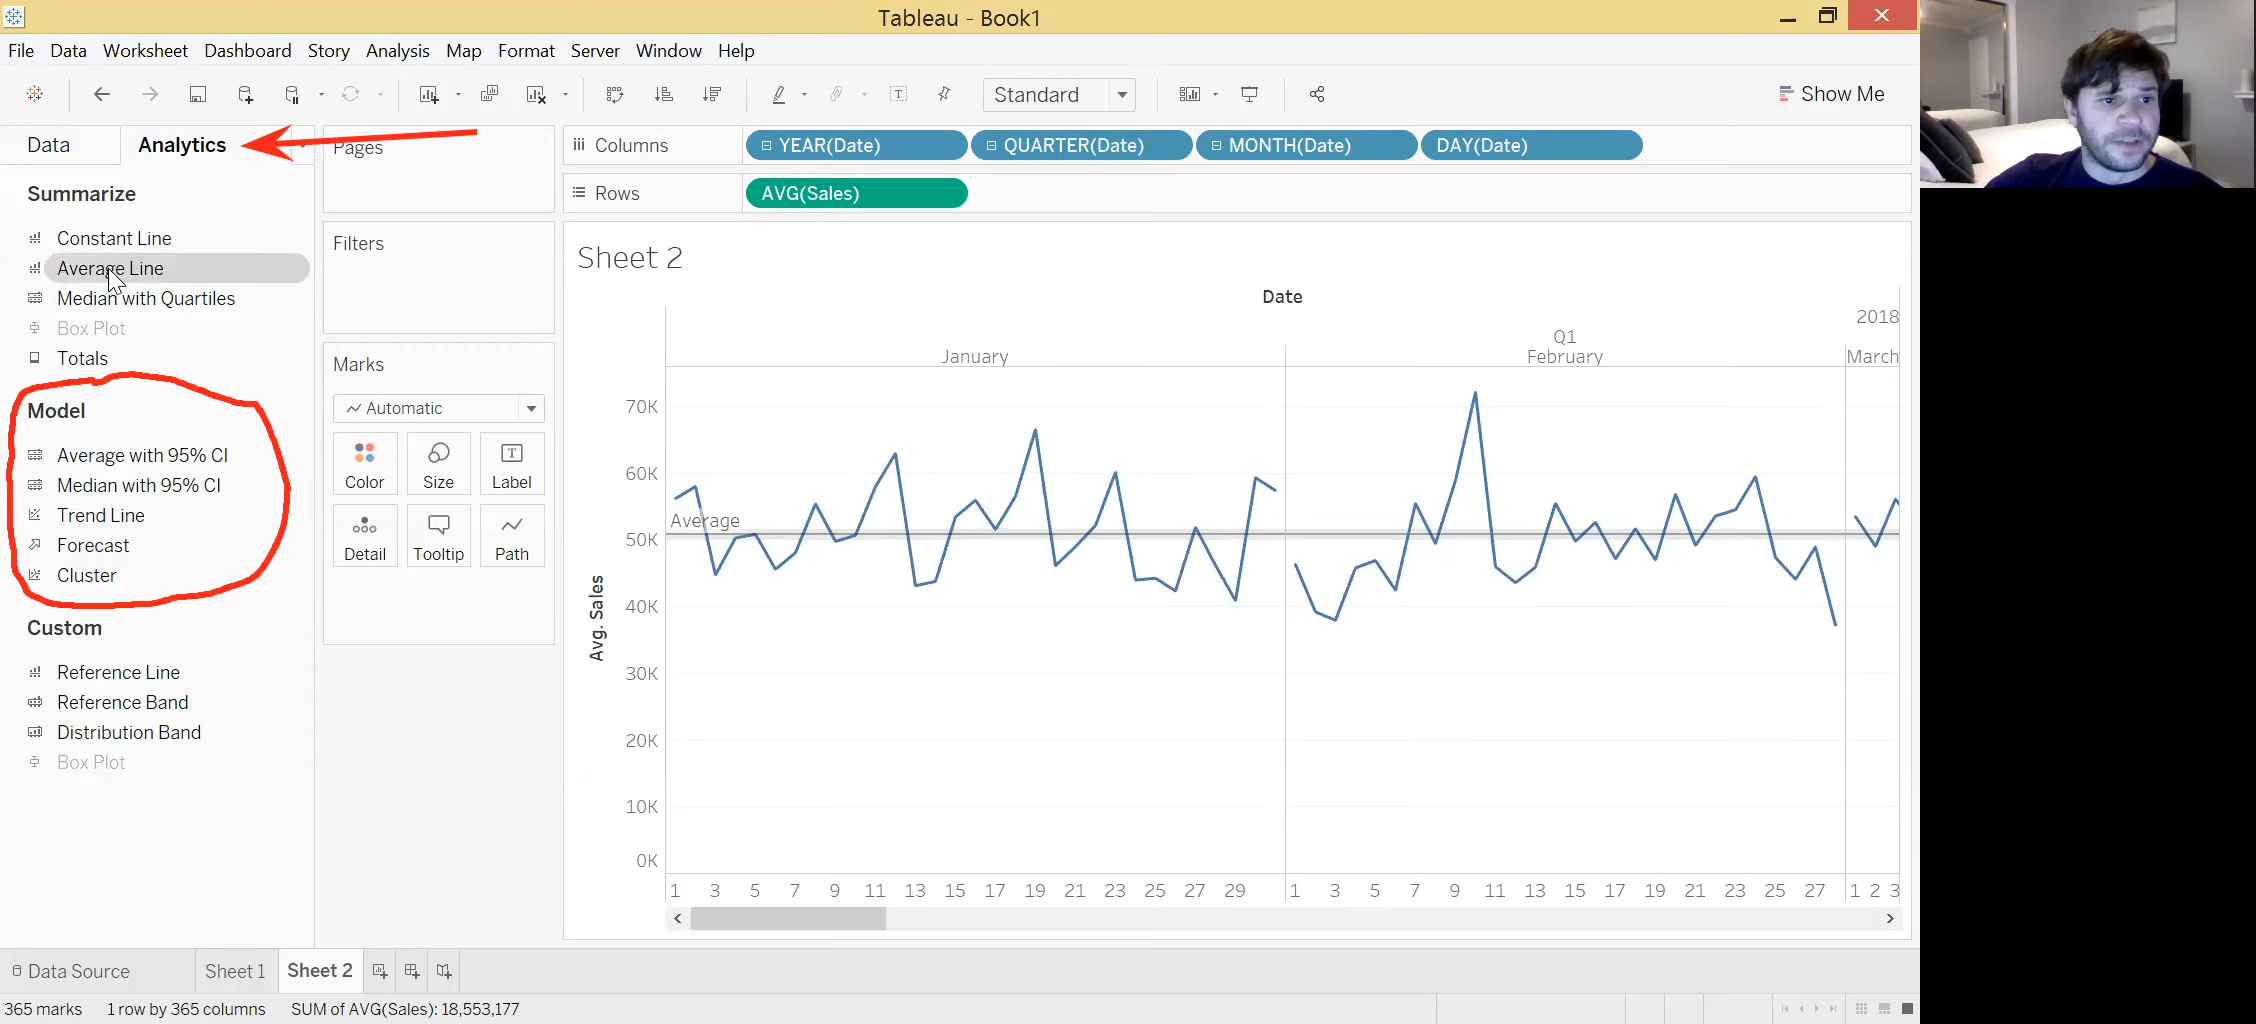 Tableau - Book1
File Data Worksheet Dashboard Story Analysis Map Format Server Window Help
Standard
Show Me
Data Analytics
Summarize
Constant Line
Average Line
Median with Quartiles
Box Plot
Totals
Model
Average with 95% CI
Median with 95% CI
Trend Line
Forecast
Cluster
Custom
Reference Line
Reference Band
Distribution Band
Box Plot
Pages
Filters
Marks
Automatic
Color Size Label
Detail Tooltip Path
Columns YEAR(Date) QUARTER(Date) MONTH(Date) DAY(Date)
Rows AVG(Sales)
Sheet 2
Date
2018
Q1
January February March
70K
60K
Average
50K
40K
30K
20K
10K
0K
Avg. Sales
1 3 5 7 9 11 13 15 17 19 21 23 25 27 29 1 3 5 7 9 11 13 15 17 19 21 23 25 27 1 2 3
Data Source Sheet 1 Sheet 2
365 marks 1 row by 365 columns SUM of AVG(Sales): 18,553,177